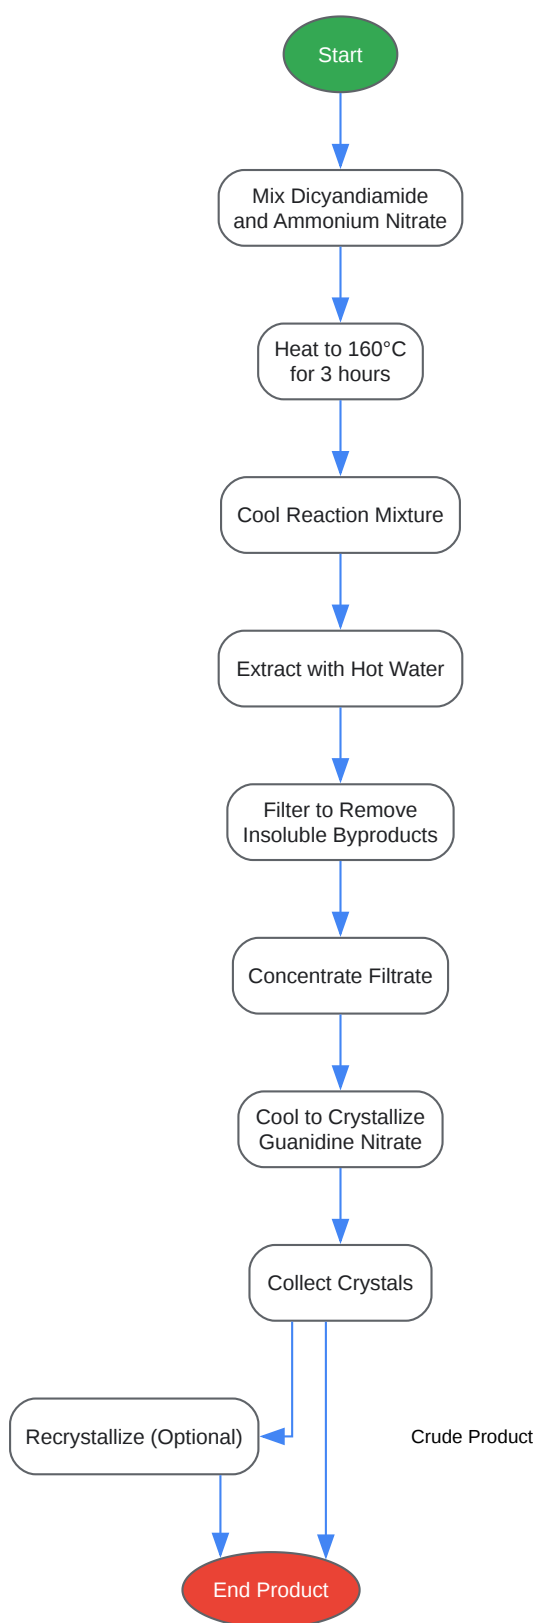 Start
Mix Dicyandiamide
and Ammonium Nitrate
Heat to 160°C
for 3 hours
Cool Reaction Mixture
Extract with Hot Water
Filter to Remove
Insoluble Byproducts
Concentrate Filtrate
Cool to Crystallize
Guanidine Nitrate
Collect Crystals
Recrystallize (Optional)
Crude Product
End Product